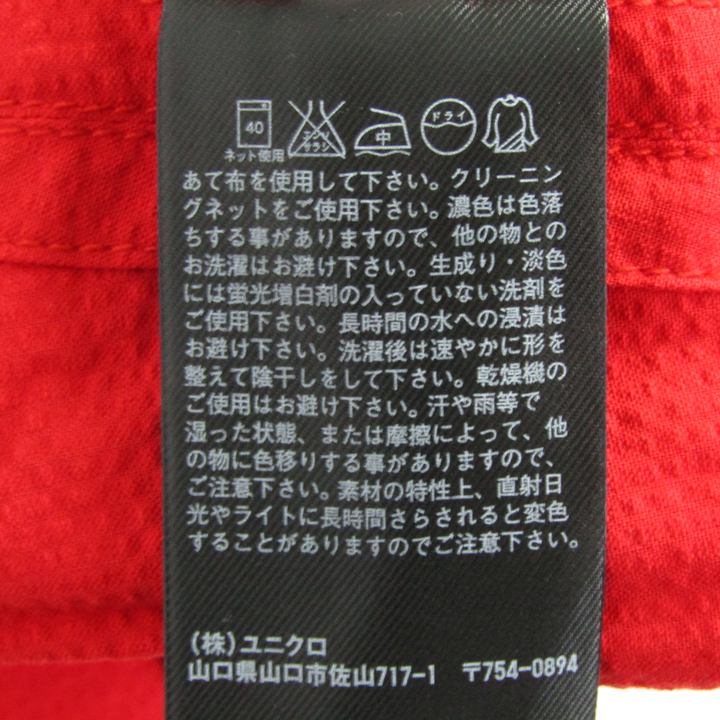 40
ネット使用
エンソ
サラシ
中
ドライ
あて布を使用して下さい。クリーニン
グネットをご使用下さい。濃色は色落
ちする事がありますので、他の物との
お洗濯はお避け下さい。生成り・淡色
には蛍光増白剤の入っていない洗剤を
ご使用下さい。長時間の水への浸漬は
お避け下さい。洗濯後は速やかに形を
整えて陰干しをして下さい。乾燥機の
ご使用はお避け下さい。汗や雨等で
湿った状態、または摩擦によって、他
の物に色移りする事がありますので、
ご注意下さい。素材の特性上、直射日
光やライトに長時間さらされると変色
することがありますのでご注意下さい。
(株)ユニクロ
山口県山口市佐山717-1 〒754-0894